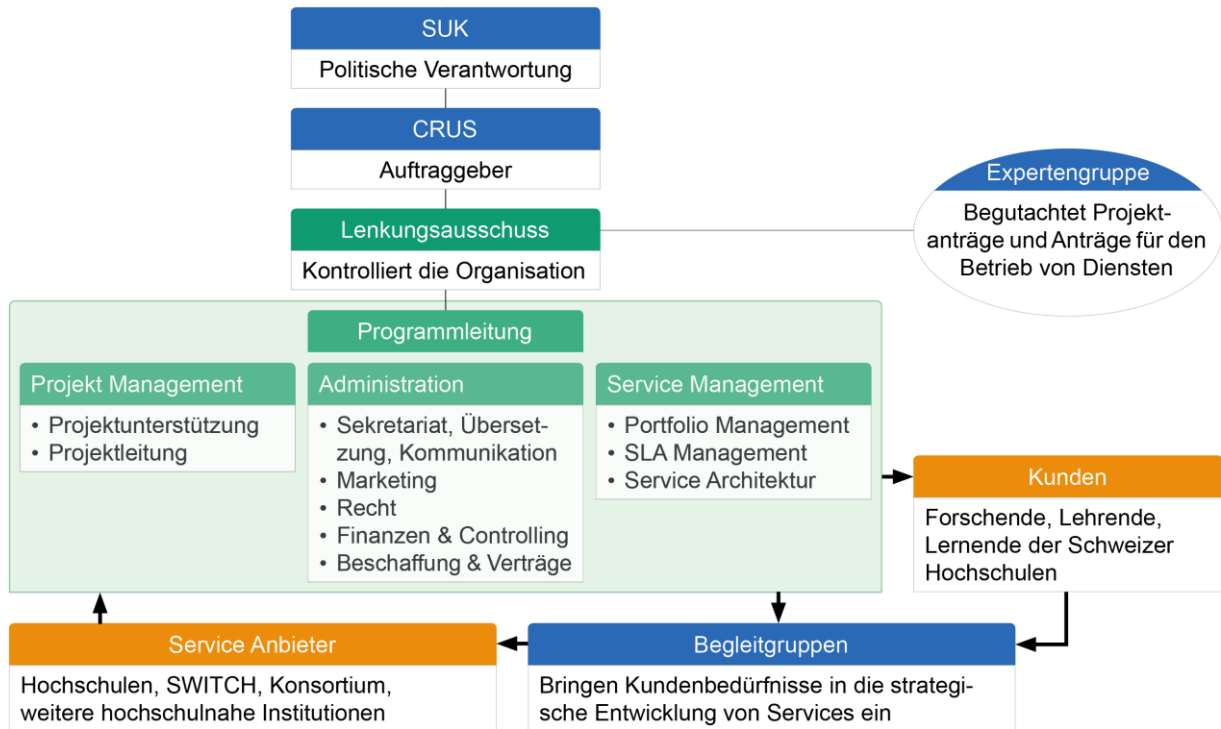 SUK
Politische Verantwortung
CRUS
Auftraggeber
Lenkungsausschuss
Kontrolliert die Organisation
Expertengruppe
Begutachtet Projekt-
anträge und Anträge für den
Betrieb von Diensten
Programmleitung
Projekt Management
• Projektunterstützung
• Projektleitung
Administration
• Sekretariat, Überset-
zung, Kommunikation
• Marketing
• Recht
• Finanzen & Controlling
• Beschaffung & Verträge
Service Management
• Portfolio Management
• SLA Management
• Service Architektur
Kunden
Forschende, Lehrende,
Lernende der Schweizer
Hochschulen
Service Anbieter
Hochschulen, SWITCH, Konsortium,
weitere hochschulnahe Institutionen
Begleitgruppen
Bringen Kundenbedürfnisse in die strategi-
sche Entwicklung von Services ein